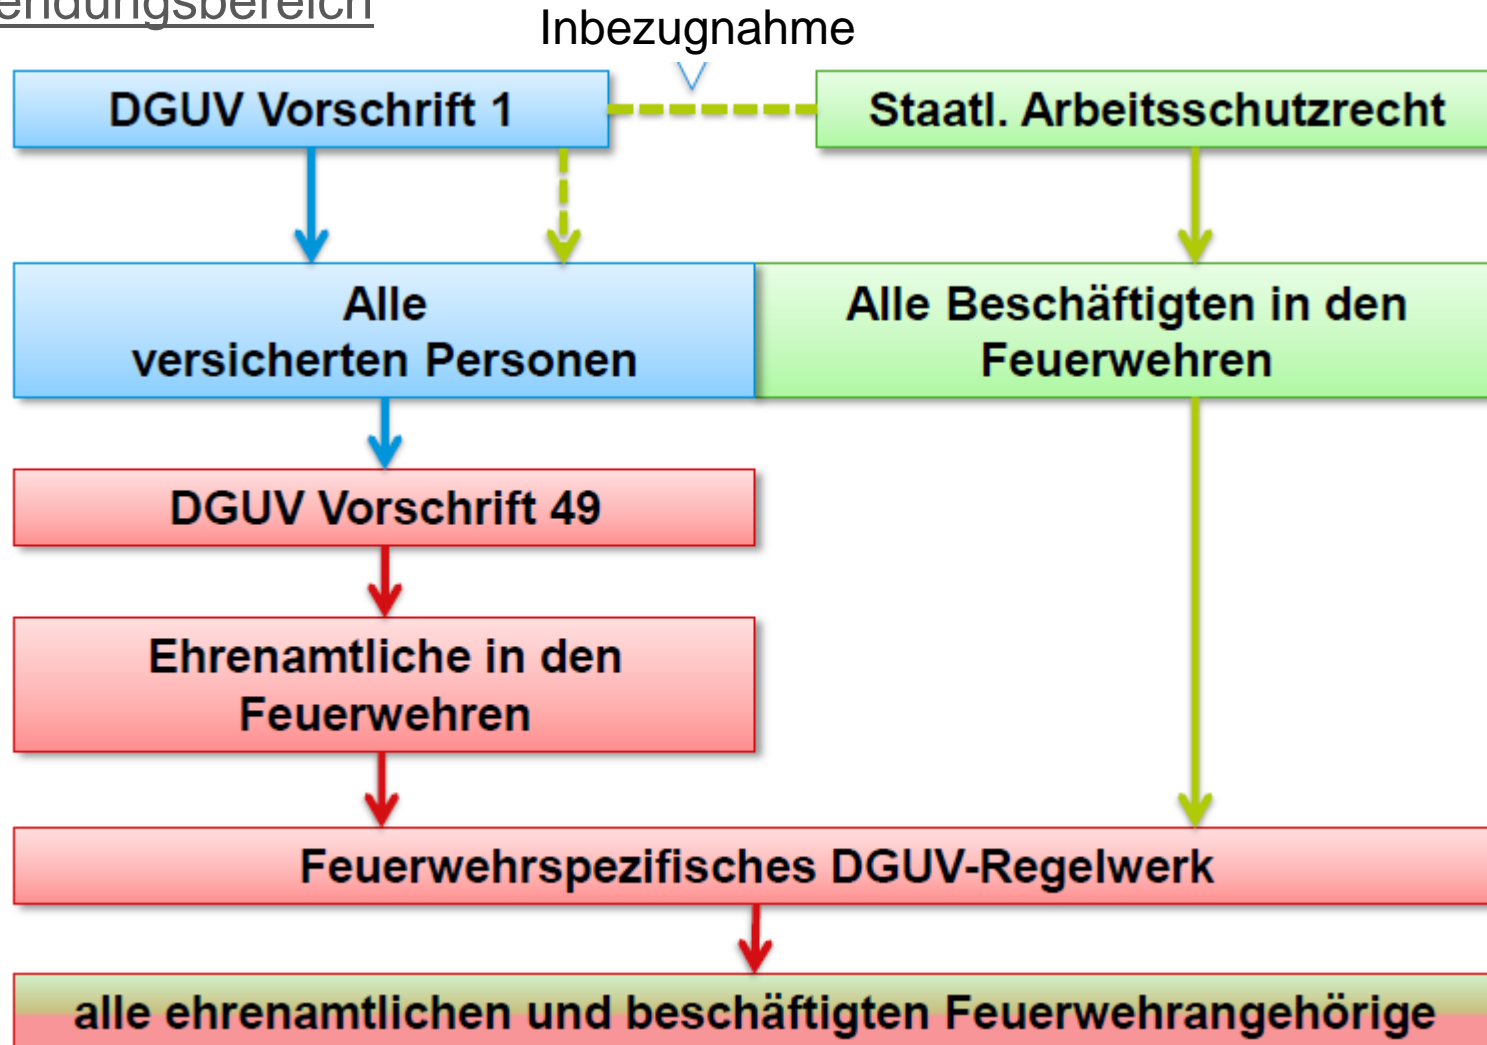 endungsbereich
Inbezugnahme
DGUV Vorschrift 1
Staatl. Arbeitsschutzrecht
Alle
versicherten Personen
Alle Beschäftigten in den
Feuerwehren
DGUV Vorschrift 49
Ehrenamtliche in den
Feuerwehren
Feuerwehrspezifisches DGUV-Regelwerk
alle ehrenamtlichen und beschäftigten Feuerwehrangehörige